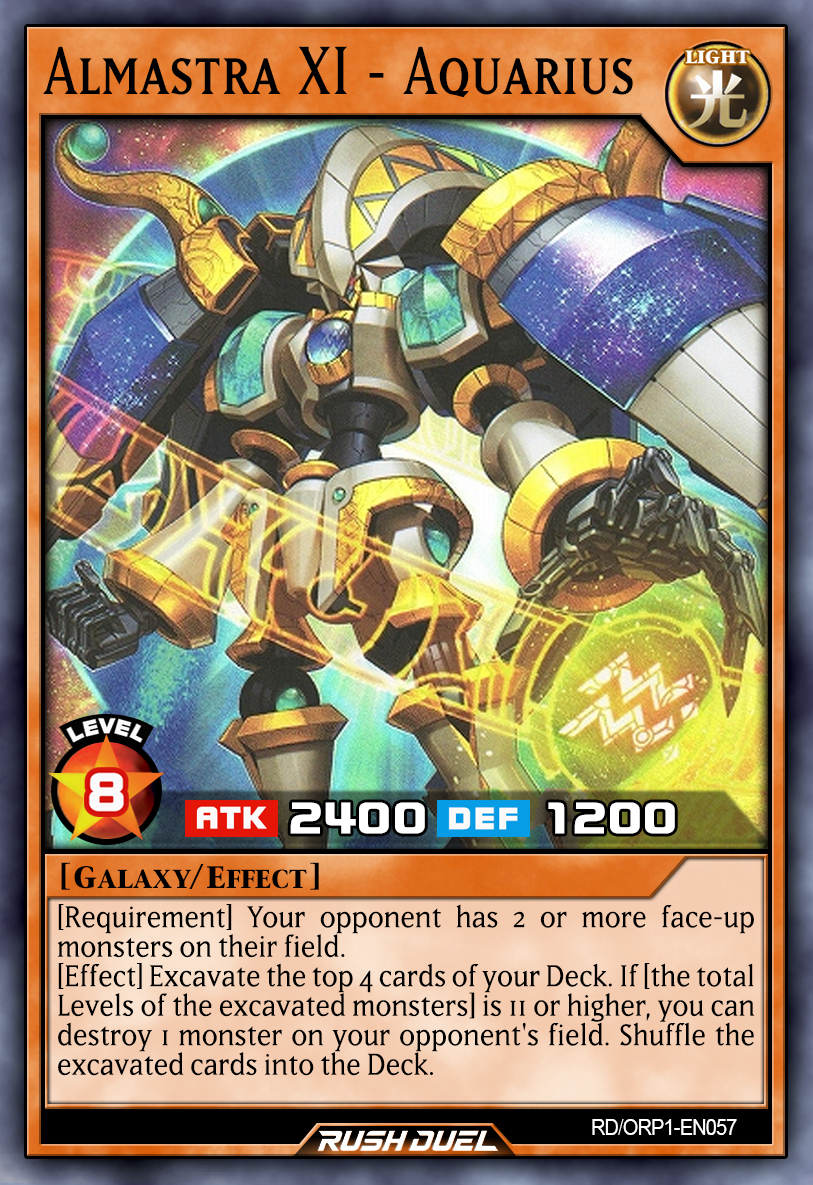 Almastra XI - Aquarius
LIGHT
光
LEVEL
8
ATK 2400 DEF 1200
[Galaxy/Effect]
[Requirement] Your opponent has 2 or more face-up
monsters on their field.
[Effect] Excavate the top 4 cards of your Deck. If [the total
Levels of the excavated monsters] is 11 or higher, you can
destroy 1 monster on your opponent's field. Shuffle the
excavated cards into the Deck.
RUSH DUEL
RD/ORP1-EN057